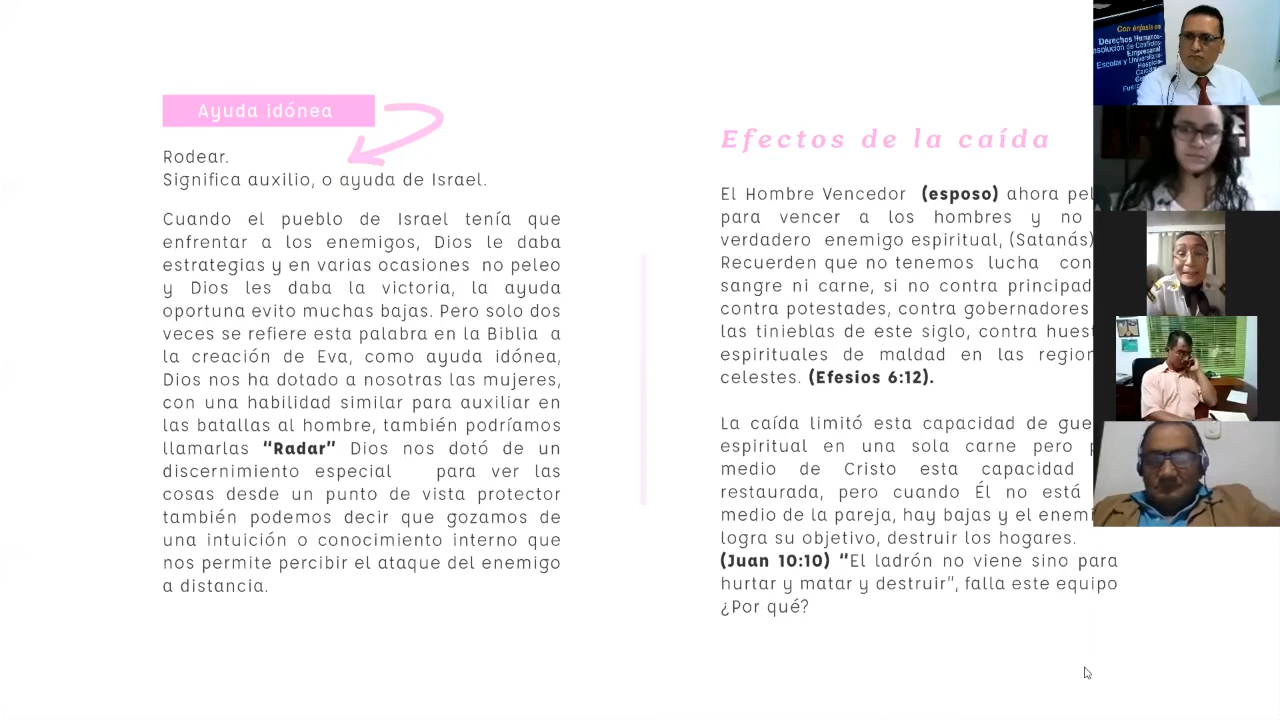 Ayuda idónea
Rodear.
Significa auxilio, o ayuda de Israel.
Cuando el pueblo de Israel tenía que
enfrentar a los enemigos, Dios le daba
estrategias y en varias ocasiones no peleo
y Dios les daba la victoria, la ayuda
oportuna evito muchas bajas. Pero solo dos
veces se refiere esta palabra en la Biblia a
la creación de Eva, como ayuda idónea,
Dios nos ha dotado a nosotras las mujeres,
con una habilidad similar para auxiliar en
las batallas al hombre, también podríamos
llamarlas “Radar” Dios nos dotó de un
discernimiento especial para ver las
cosas desde un punto de vista protector
también podemos decir que gozamos de
una intuición o conocimiento interno que
nos permite percibir el ataque del enemigo
a distancia.
Efectos de la caída
El Hombre Vencedor (esposo) ahora
para vencer a los hombres y no
verdadero enemigo espiritual, (Satanás)
Recuerden que no tenemos lucha
sangre ni carne, si no contra
contra potestades, contra gobernadores
las tinieblas de este siglo, contra
espirituales de maldad en las
celestes. (Efesios 6:12).
La caída limitó esta capacidad de
espiritual en una sola carne pero
medio de Cristo esta capacidad
restaurada, pero cuando Él no está
medio de la pareja, hay bajas y el
logra su objetivo, destruir los hogares.
(Juan 10:10) “El ladrón no viene sino para
hurtar y matar y destruir”, falla este equipo
¿Por qué?
Con énfasis en
Derechos Humanos-
Empresarial-
Escolar y Universitario-